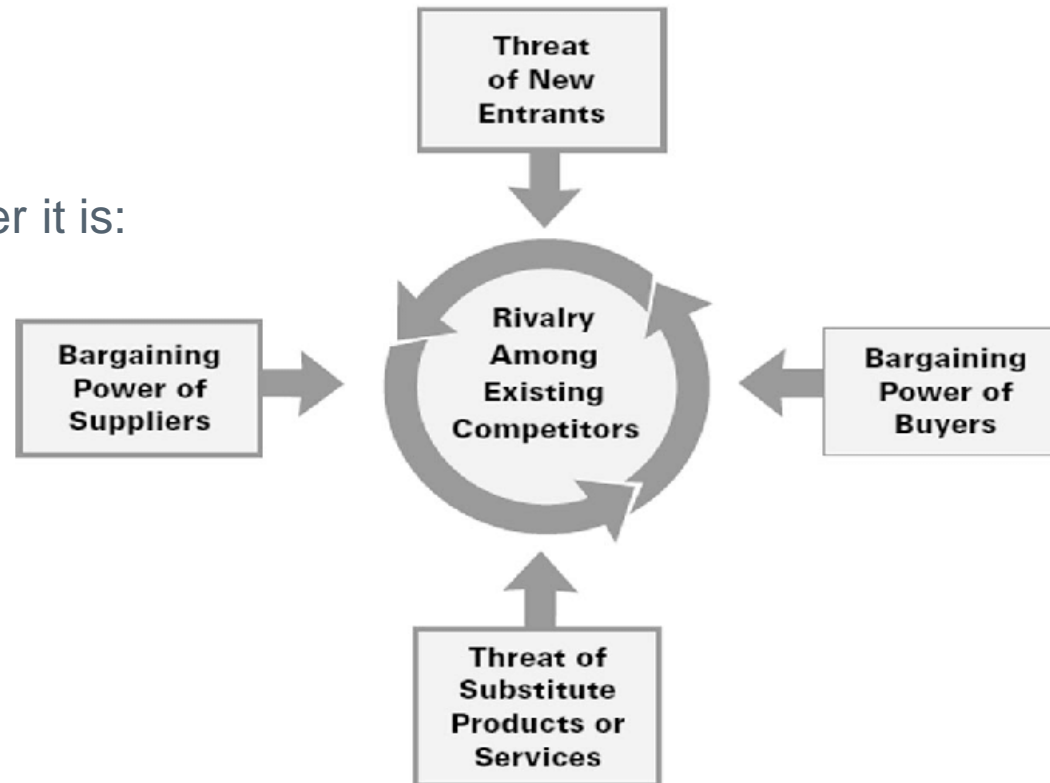 Threat
of New
Entrants
er it is:
Rivalry
Among
Existing
Competitors
Bargaining
Power of
Suppliers
Bargaining
Power of
Buyers
Threat of
Substitute
Products or
Services